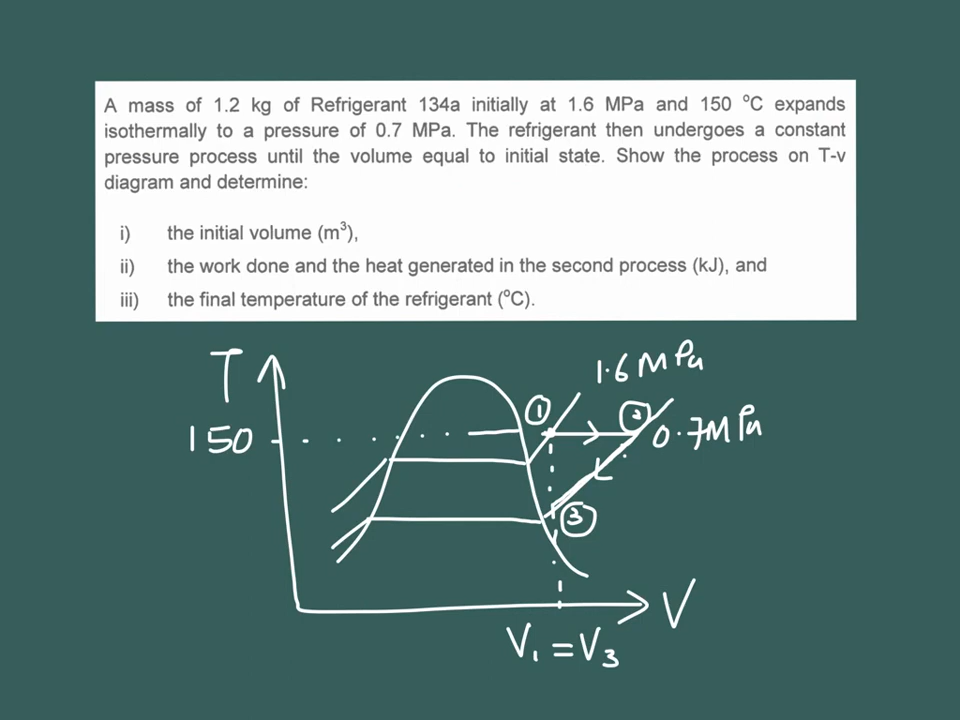 A mass of 1.2 kg of Refrigerant 134a initially at 1.6 MPa and 150 °C expands
isothermally to a pressure of 0.7 MPa. The refrigerant then undergoes a constant
pressure process until the volume equal to initial state. Show the process on T-v
diagram and determine:
i) the initial volume (m³),
ii) the work done and the heat generated in the second process (kJ), and
iii) the final temperature of the refrigerant (°C).
T
1.6 MPa
1
2
150
0.7MPa
3
V
V₁ = V₃